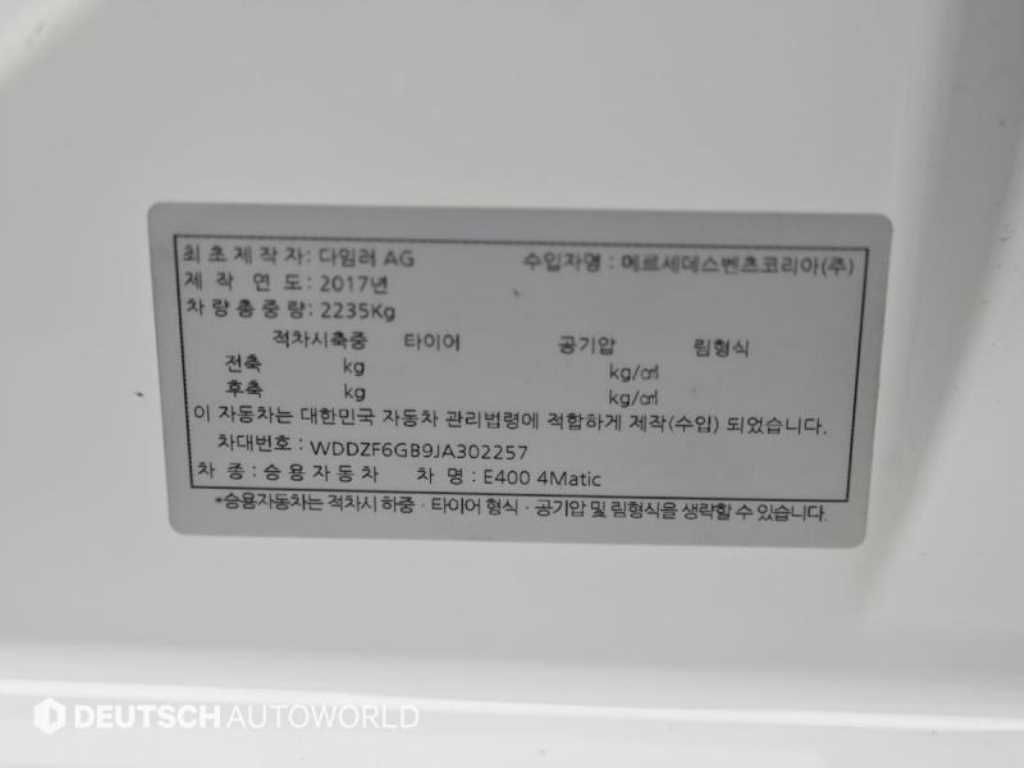 최초제작자: 다임러 AG 수입자명 : 메르세데스벤츠코리아(주)
제 작 연 도: 2017년
차량총중량: 2235Kg
적차시축중 타이어 공기압 림형식
전축 kg kg/㎠
후축 kg kg/㎠
이 자동차는 대한민국 자동차 관리법령에 적합하게 제작(수입) 되었습니다.
차대번호 : WDDZF6GB9JA302257
차 종 : 승용자동차 차 명 : E400 4Matic
*승용자동차는 적차시 하중 · 타이어 형식 · 공기압 및 림형식을 생략할 수 있습니다.
DEUTSCH AUTOWORLD